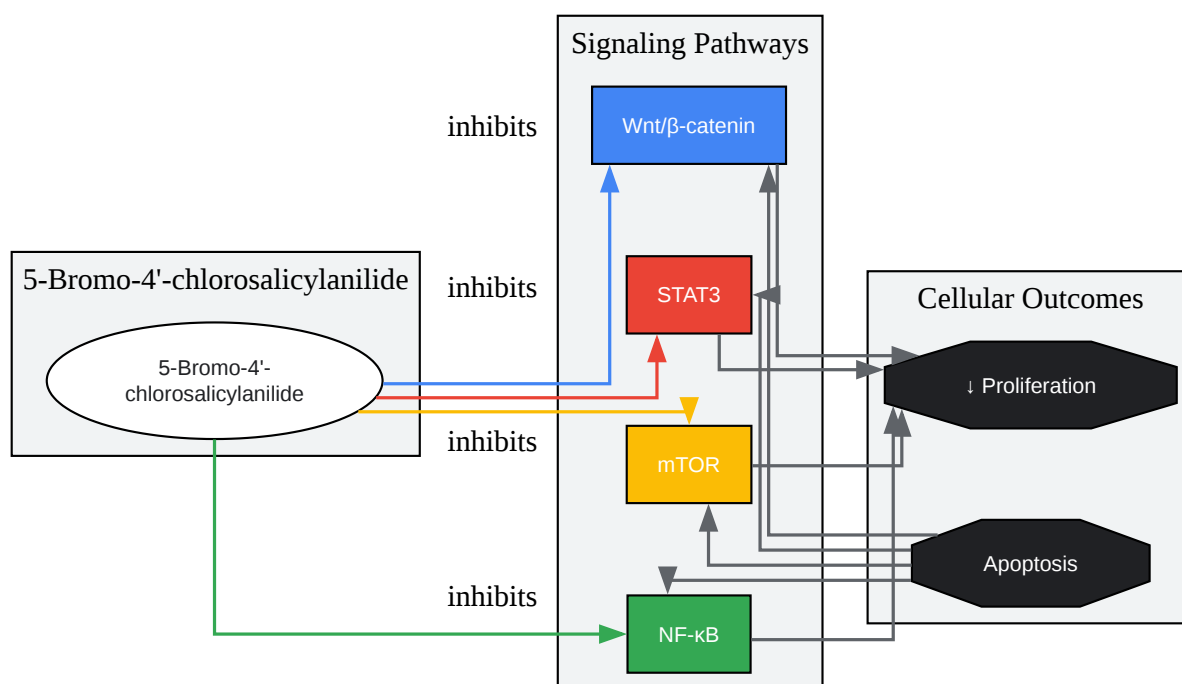 Signaling Pathways
inhibits
Wnt/β-catenin
5-Bromo-4'-chlorosalicylanilide
inhibits
STAT3
Cellular Outcomes
5-Bromo-4'-
chlorosalicylanilide
↓ Proliferation
inhibits
mTOR
Apoptosis
inhibits
NF-κB